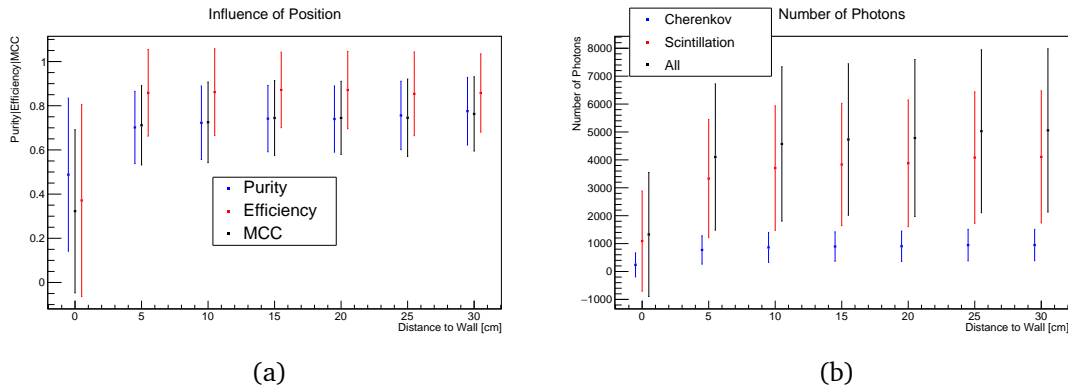 Influence of Position
Purity|Efficiency|MCC
1
0.8
0.6
0.4
0.2
0
Purity
Efficiency
MCC
0 5 10 15 20 25 30
Distance to Wall [cm]
(a)
Number of Photons
Cherenkov
Scintillation
All
Number of Photons
8000
7000
6000
5000
4000
3000
2000
1000
0
−1000
0 5 10 15 20 25 30
Distance to Wall [cm]
(b)